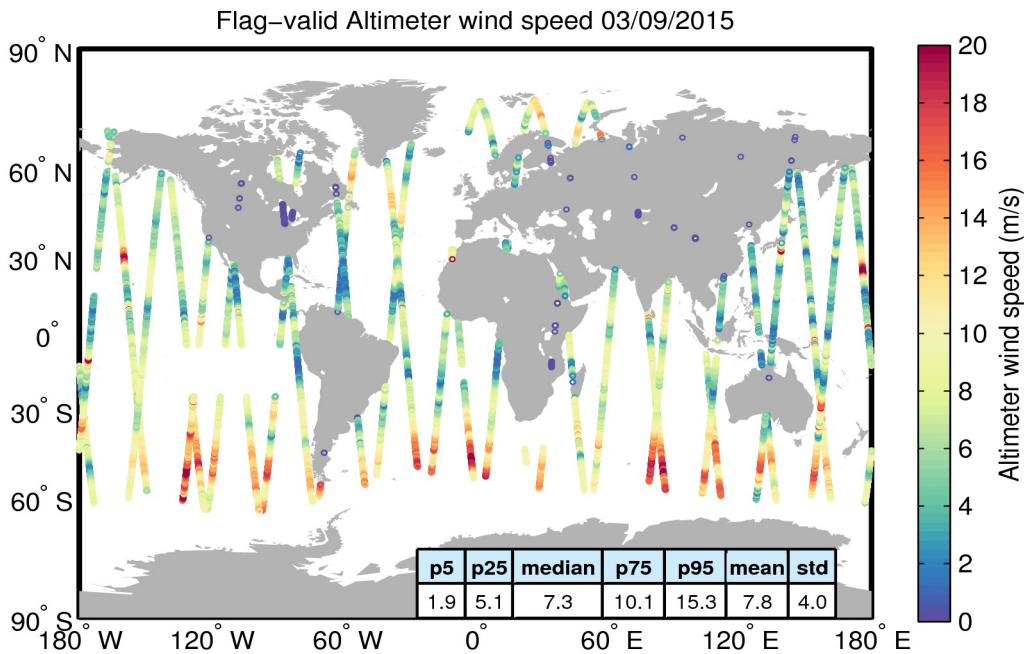 Flag−valid Altimeter wind speed 03/09/2015
90° N
60° N
30° N
0°
30° S
60° S
90° S
180° W
120° W
60° W
0°
60° E
120° E
180° E
p5 p25 median p75 p95 mean std
1.9 5.1 7.3 10.1 15.3 7.8 4.0
20
18
16
14
12
10
8
6
4
2
0
Altimeter wind speed (m/s)